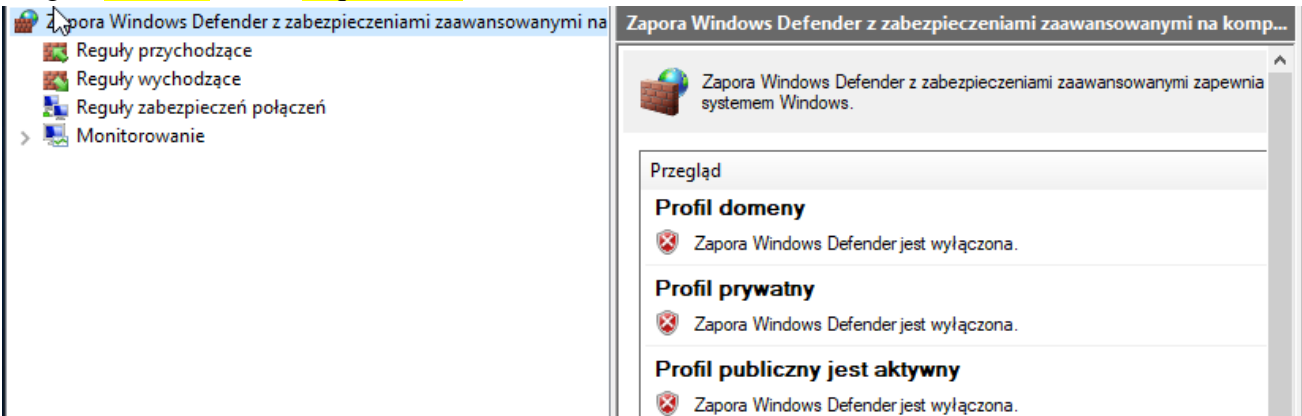 Zapora Windows Defender z zabezpieczeniami zaawansowanymi na
Reguły przychodzące
Reguły wychodzące
Reguły zabezpieczeń połączeń
Monitorowanie
Zapora Windows Defender z zabezpieczeniami zaawansowanymi na komp...
Zapora Windows Defender z zabezpieczeniami zaawansowanymi zapewnia
systemem Windows.
Przegląd
Profil domeny
Zapora Windows Defender jest wyłączona.
Profil prywatny
Zapora Windows Defender jest wyłączona.
Profil publiczny jest aktywny
Zapora Windows Defender jest wyłączona.